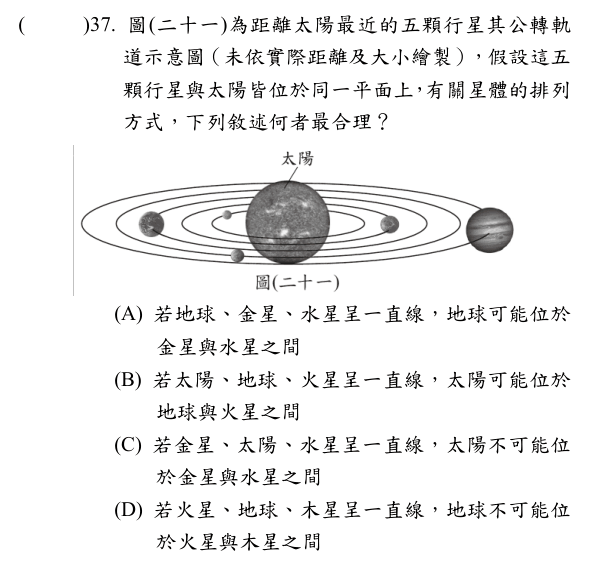 (　　)37. 圖(二十一)為距離太陽最近的五顆行星其公轉軌
道示意圖（未依實際距離及大小繪製），假設這五
顆行星與太陽皆位於同一平面上，有關星體的排列
方式，下列敘述何者最合理？
太陽
圖(二十一)
(A) 若地球、金星、水星呈一直線，地球可能位於
金星與水星之間
(B) 若太陽、地球、火星呈一直線，太陽可能位於
地球與火星之間
(C) 若金星、太陽、水星呈一直線，太陽不可能位
於金星與水星之間
(D) 若火星、地球、木星呈一直線，地球不可能位
於火星與木星之間